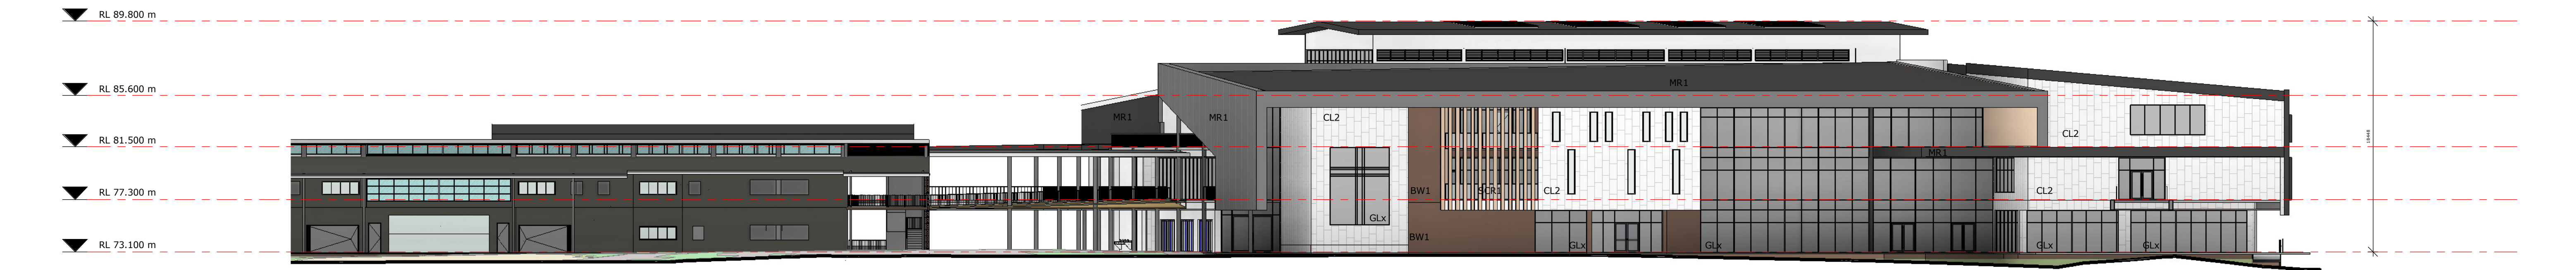 RL 89.800 m
RL 85.600 m
MR1
MR1
MR1
CL2
RL 81.500 m
CL2
MR1
RL 77.300 m
BW1
SCR1
CL2
CL2
GLx
RL 73.100 m
BW1
GLx
GLx
GLx
GLx